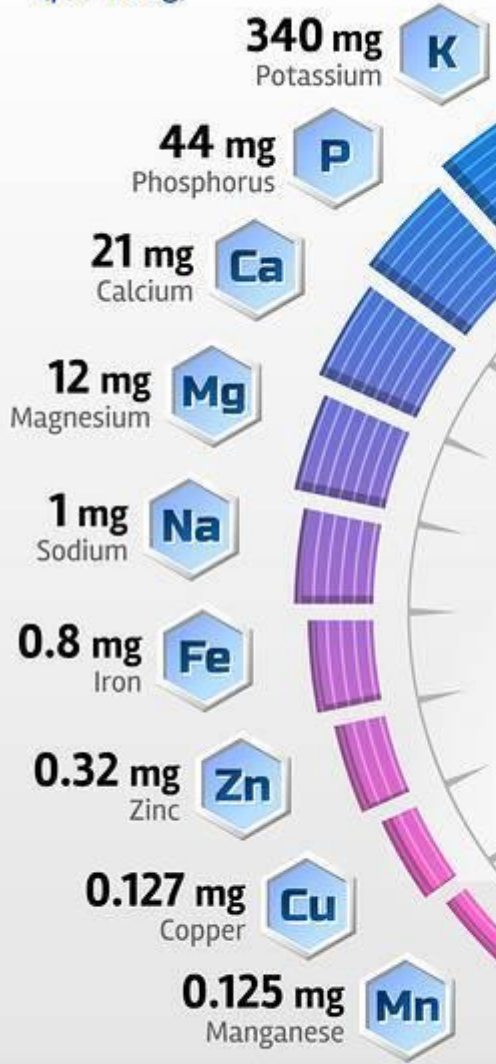 340 mg
Potassium
K
44 mg
Phosphorus
P
21 mg
Calcium
Ca
12 mg
Magnesium
Mg
1 mg
Sodium
Na
0.8 mg
Iron
Fe
0.32 mg
Zinc
Zn
0.127 mg
Copper
Cu
0.125 mg
Manganese
Mn